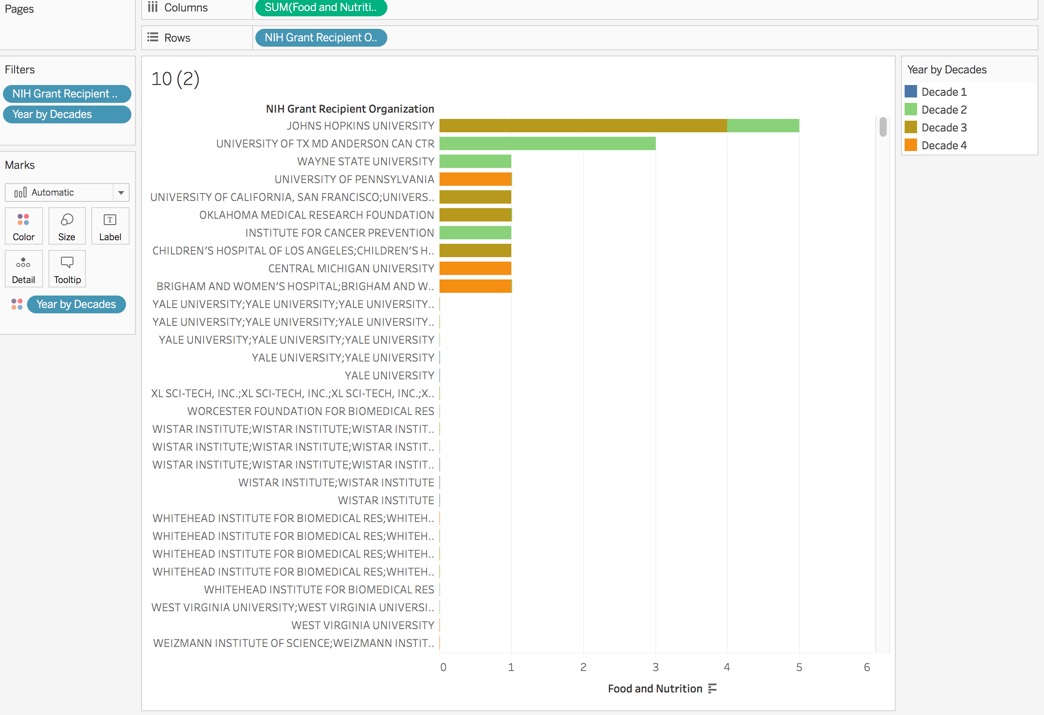 Pages
Columns
SUM(Food and Nutriti..
Rows
NIH Grant Recipient O..
Filters
NIH Grant Recipient ..
Year by Decades
Marks
Automatic
Color
Size
Label
Detail
Tooltip
Year by Decades
10 (2)
NIH Grant Recipient Organization
JOHNS HOPKINS UNIVERSITY
UNIVERSITY OF TX MD ANDERSON CAN CTR
WAYNE STATE UNIVERSITY
UNIVERSITY OF PENNSYLVANIA
UNIVERSITY OF CALIFORNIA, SAN FRANCISCO;UNIVERS..
OKLAHOMA MEDICAL RESEARCH FOUNDATION
INSTITUTE FOR CANCER PREVENTION
CHILDREN'S HOSPITAL OF LOS ANGELES;CHILDREN'S H..
CENTRAL MICHIGAN UNIVERSITY
BRIGHAM AND WOMEN'S HOSPITAL;BRIGHAM AND W..
YALE UNIVERSITY;YALE UNIVERSITY;YALE UNIVERSITY..
YALE UNIVERSITY;YALE UNIVERSITY;YALE UNIVERSITY..
YALE UNIVERSITY;YALE UNIVERSITY;YALE UNIVERSITY
YALE UNIVERSITY;YALE UNIVERSITY
YALE UNIVERSITY
XL SCI-TECH, INC.;XL SCI-TECH, INC.;XL SCI-TECH, INC.;X..
WORCESTER FOUNDATION FOR BIOMEDICAL RES
WISTAR INSTITUTE;WISTAR INSTITUTE;WISTAR INSTIT..
WISTAR INSTITUTE;WISTAR INSTITUTE;WISTAR INSTIT..
WISTAR INSTITUTE;WISTAR INSTITUTE;WISTAR INSTIT..
WISTAR INSTITUTE;WISTAR INSTITUTE
WISTAR INSTITUTE
WHITEHEAD INSTITUTE FOR BIOMEDICAL RES;WHITEH..
WHITEHEAD INSTITUTE FOR BIOMEDICAL RES;WHITEH..
WHITEHEAD INSTITUTE FOR BIOMEDICAL RES;WHITEH..
WHITEHEAD INSTITUTE FOR BIOMEDICAL RES;WHITEH..
WHITEHEAD INSTITUTE FOR BIOMEDICAL RES
WEST VIRGINIA UNIVERSITY;WEST VIRGINIA UNIVERSI..
WEST VIRGINIA UNIVERSITY
WEIZMANN INSTITUTE OF SCIENCE;WEIZMANN INSTIT..
0 1 2 3 4 5 6
Food and Nutrition
Year by Decades
Decade 1
Decade 2
Decade 3
Decade 4